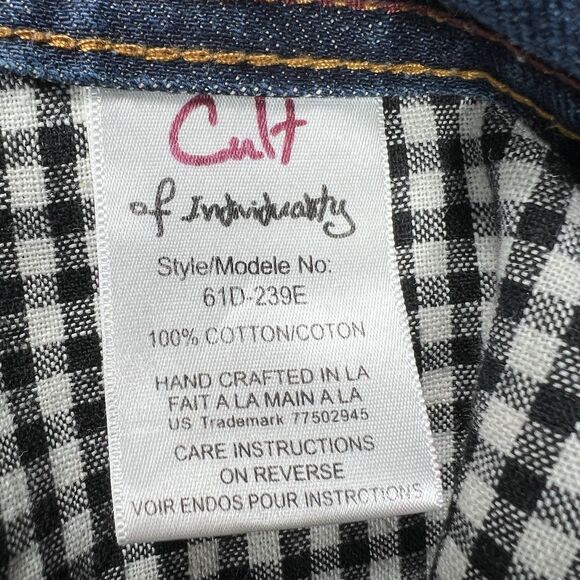 Cult
of Individuality
Style/Modele No:
61D-239E
100% COTTON/COTON
HAND CRAFTED IN LA
FAIT A LA MAIN A LA
US Trademark 77502945
CARE INSTRUCTIONS
ON REVERSE
VOIR ENDOS POUR INSTRCTIONS